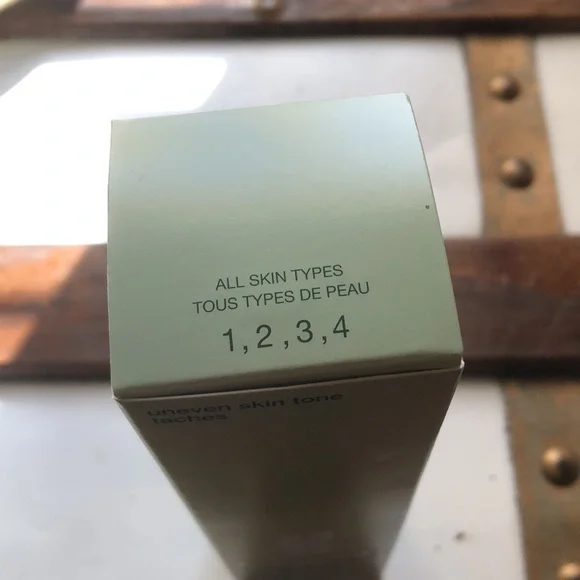 ALL SKIN TYPES
TOUS TYPES DE PEAU
1,2,3,4
uneven skin tone
taches